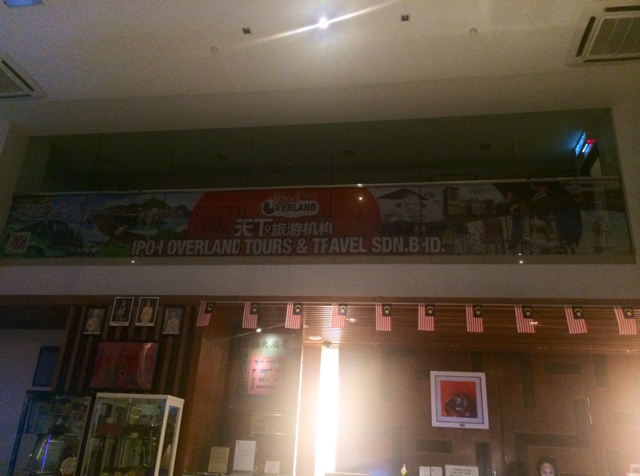 OVERLAND
天下旅游机构
IPOH OVERLAND TOURS & TRAVEL SDN.BHD.